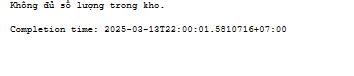 Không đủ số lượng trong kho.
Completion time: 2025-03-13T22:00:01.5810716+07:00